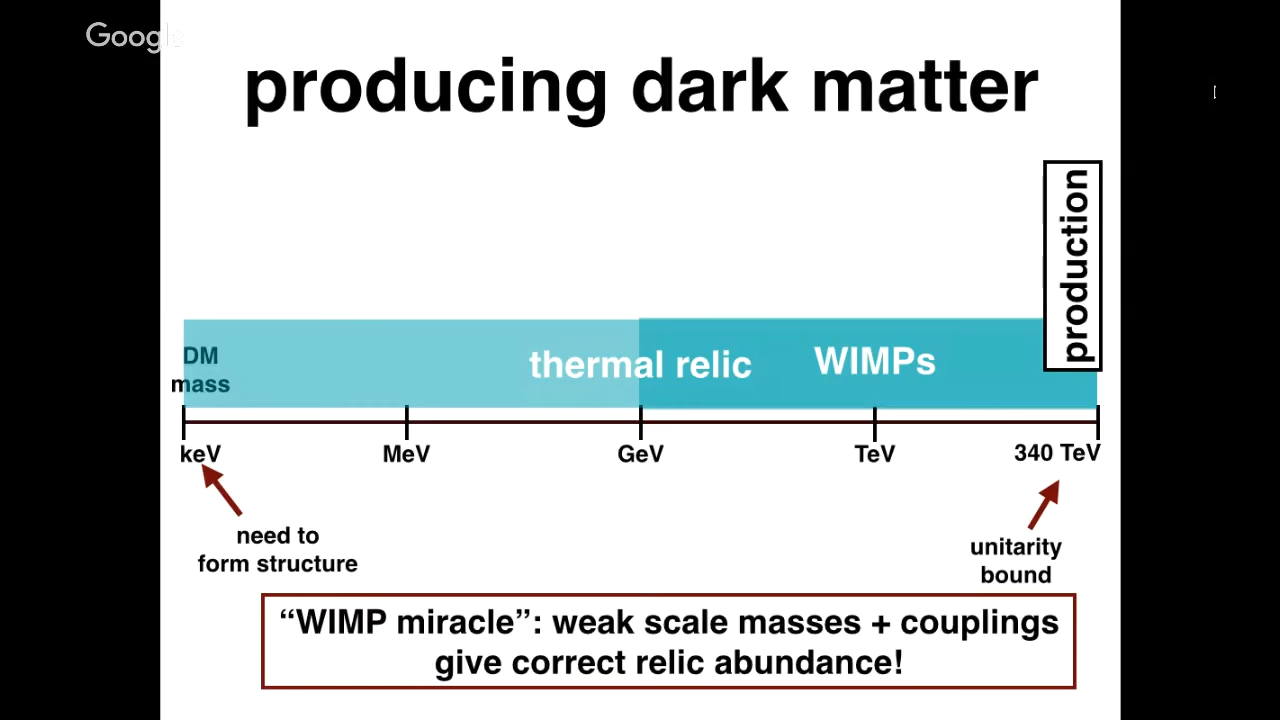 Google
producing dark matter
production
DM
mass
thermal relic
WIMPs
keV
MeV
GeV
TeV
340 TeV
need to
form structure
unitarity
bound
“WIMP miracle”: weak scale masses + couplings
give correct relic abundance!